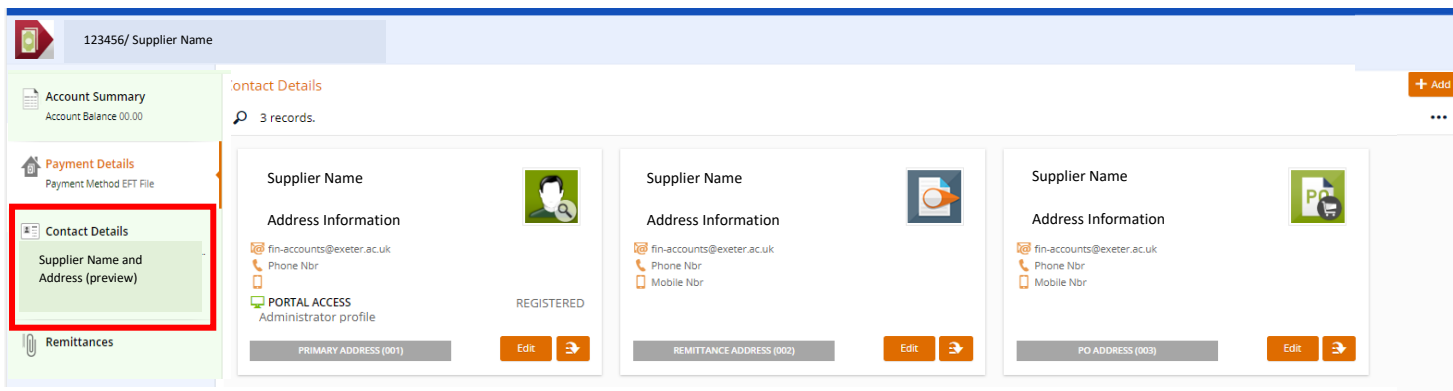 123456/ Supplier Name
Account Summary
Account Balance 00.00
Payment Details
Payment Method EFT File
Contact Details
Supplier Name and
Address (preview)
Remittances
ontact Details
+ Add
3 records.
Supplier Name
Address Information
fin-accounts@exeter.ac.uk
Phone Nbr
PORTAL ACCESS REGISTERED
Administrator profile
PRIMARY ADDRESS (001)
Edit
Supplier Name
Address Information
fin-accounts@exeter.ac.uk
Phone Nbr
Mobile Nbr
REMITTANCE ADDRESS (002)
Edit
Supplier Name
PO
Address Information
fin-accounts@exeter.ac.uk
Phone Nbr
Mobile Nbr
PO ADDRESS (003)
Edit